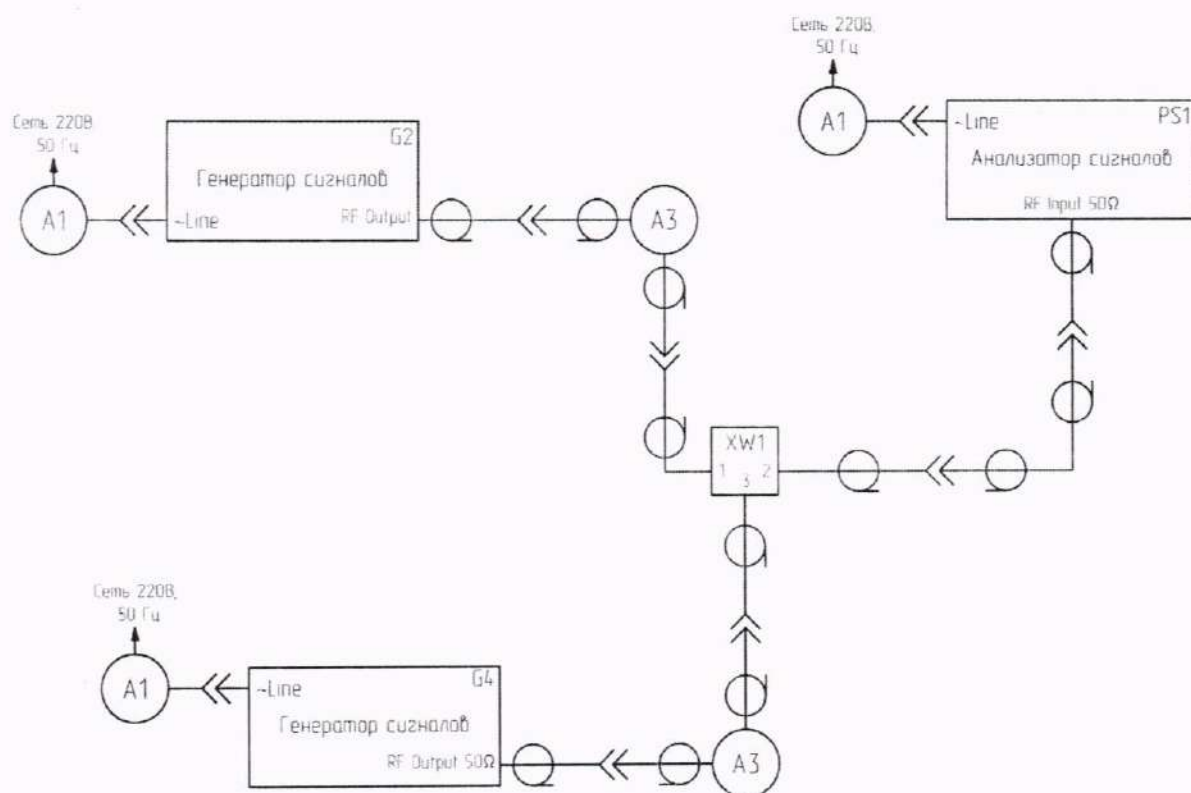 Сеть 220В,
50 Гц
A1
~Line
PS1
Анализатор сигналов
RF Input 50Ω
Сеть 220В
50 Гц
A1
G2
Генератор сигналов
~Line
RF Output
A3
XW1
1
2
3
Сеть 220В,
50 Гц
A1
~Line
G4
Генератор сигналов
RF Output 50Ω
A3